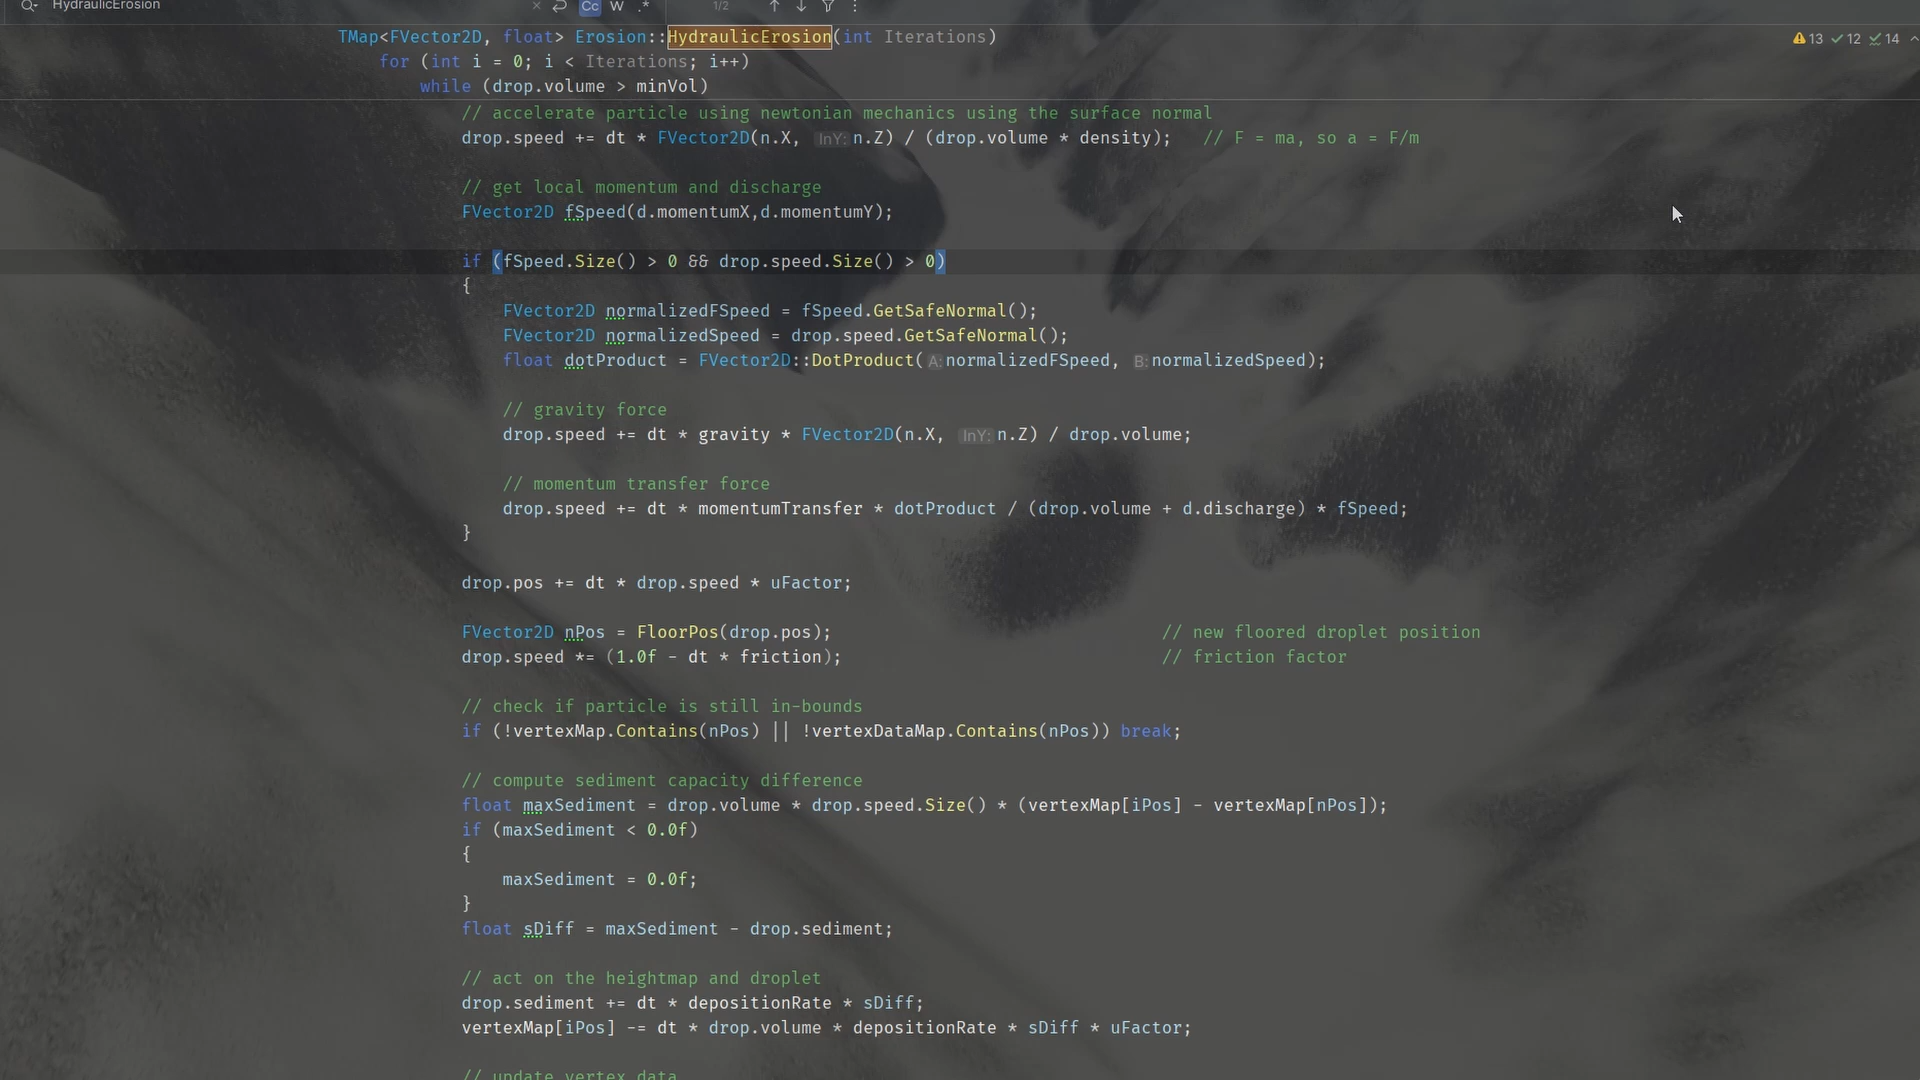 HydraulicErosion × Cc W .* 1/2
TMap<FVector2D, float> Erosion::HydraulicErosion(int Iterations)
13 12 14
for (int i = 0; i < Iterations; i++)
while (drop.volume > minVol)
// accelerate particle using newtonian mechanics using the surface normal
drop.speed += dt * FVector2D(n.X, InY: n.Z) / (drop.volume * density); // F = ma, so a = F/m
// get local momentum and discharge
FVector2D fSpeed(d.momentumX,d.momentumY);
if (fSpeed.Size() > 0 && drop.speed.Size() > 0)
{
FVector2D normalizedFSpeed = fSpeed.GetSafeNormal();
FVector2D normalizedSpeed = drop.speed.GetSafeNormal();
float dotProduct = FVector2D::DotProduct(A: normalizedFSpeed, B: normalizedSpeed);
// gravity force
drop.speed += dt * gravity * FVector2D(n.X, InY: n.Z) / drop.volume;
// momentum transfer force
drop.speed += dt * momentumTransfer * dotProduct / (drop.volume + d.discharge) * fSpeed;
}
drop.pos += dt * drop.speed * uFactor;
FVector2D nPos = FloorPos(drop.pos); // new floored droplet position
drop.speed *= (1.0f - dt * friction); // friction factor
// check if particle is still in-bounds
if (!vertexMap.Contains(nPos) || !vertexDataMap.Contains(nPos)) break;
// compute sediment capacity difference
float maxSediment = drop.volume * drop.speed.Size() * (vertexMap[iPos] - vertexMap[nPos]);
if (maxSediment < 0.0f)
{
maxSediment = 0.0f;
}
float sDiff = maxSediment - drop.sediment;
// act on the heightmap and droplet
drop.sediment += dt * depositionRate * sDiff;
vertexMap[iPos] -= dt * drop.volume * depositionRate * sDiff * uFactor;
// update vertex data